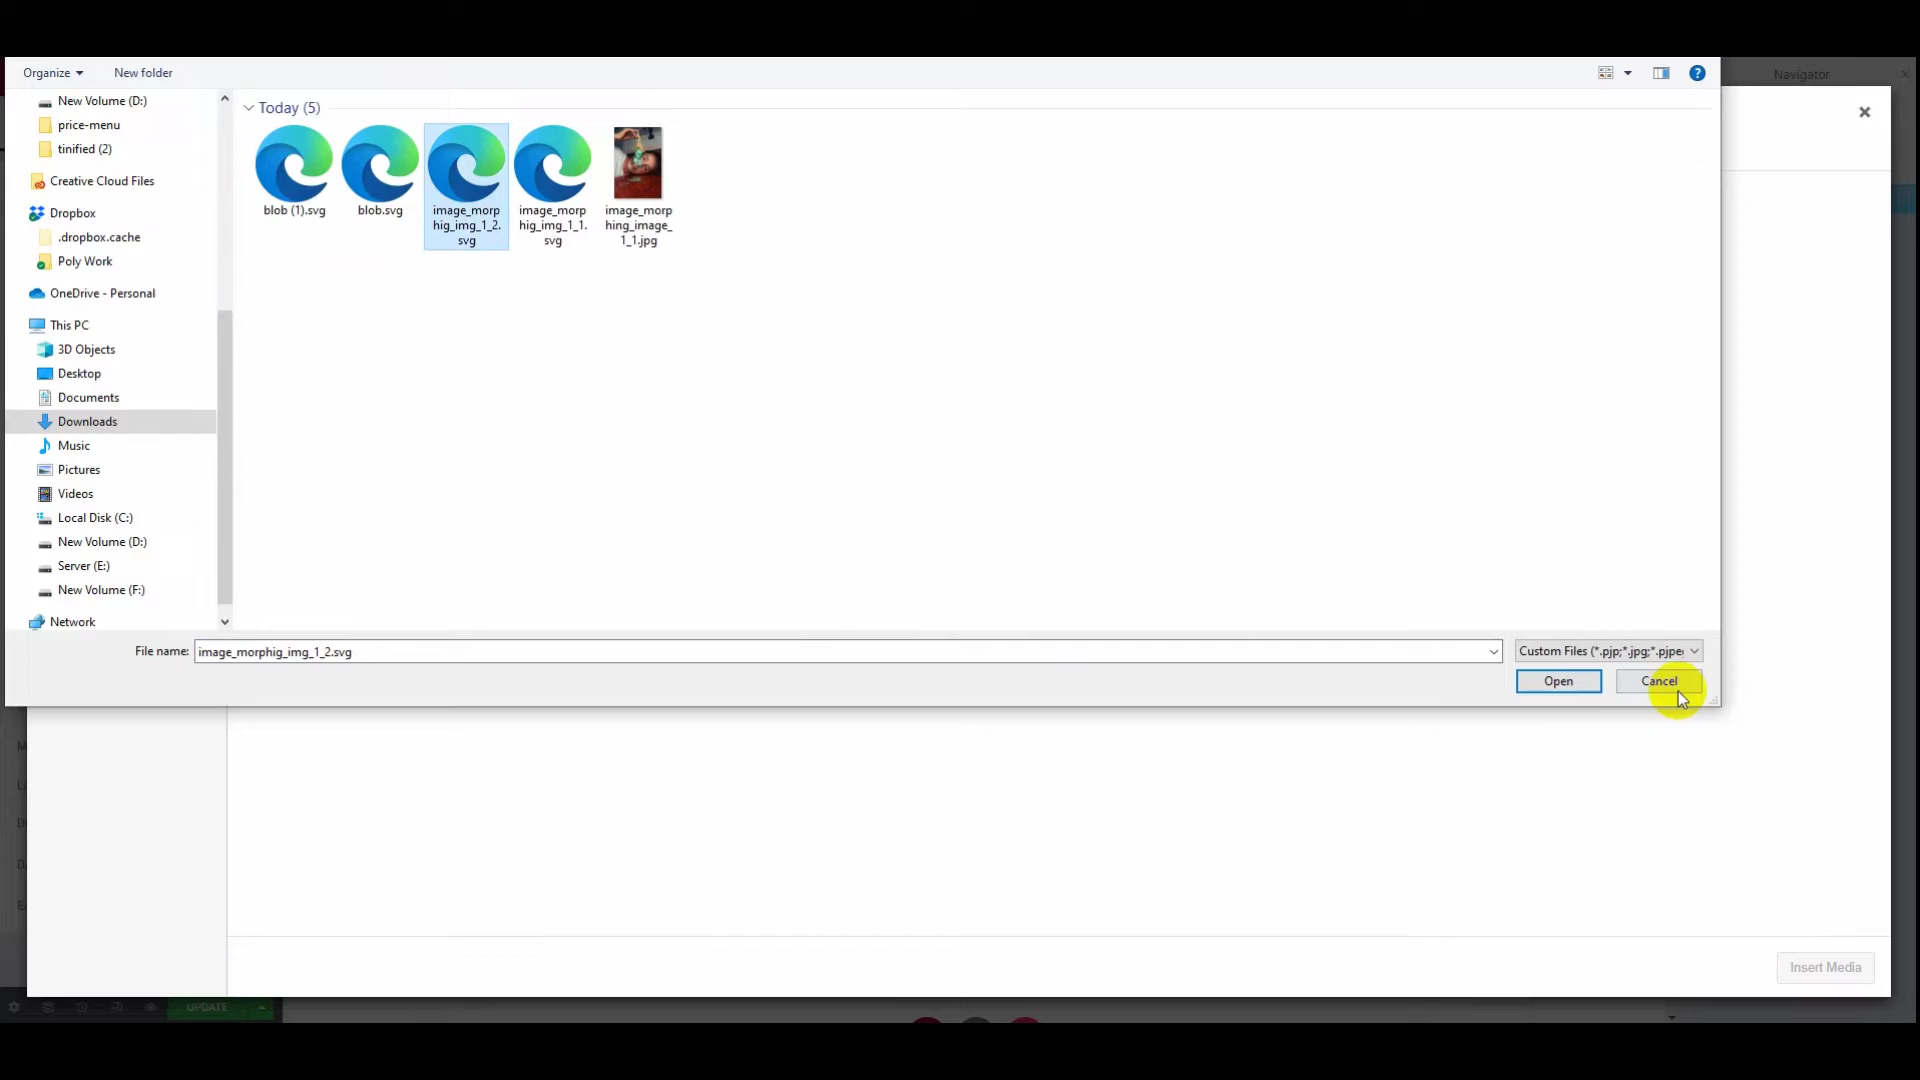 Organize
New folder
Navigator
New Volume (D:)
price-menu
tinified (2)
Creative Cloud Files
Dropbox
.dropbox.cache
Poly Work
OneDrive - Personal
This PC
3D Objects
Desktop
Documents
Downloads
Music
Pictures
Videos
Local Disk (C:)
New Volume (D:)
Server (E:)
New Volume (F:)
Network
Today (5)
blob (1).svg
blob.svg
image_morp
hig_img_1_2.
svg
image_morp
hig_img_1_1.
svg
image_morp
hing_image_
1_1.jpg
File name:
image_morphig_img_1_2.svg
Custom Files (*.pjp;*.jpg;*.pjpe
Open
Cancel
Insert Media
UPDATE